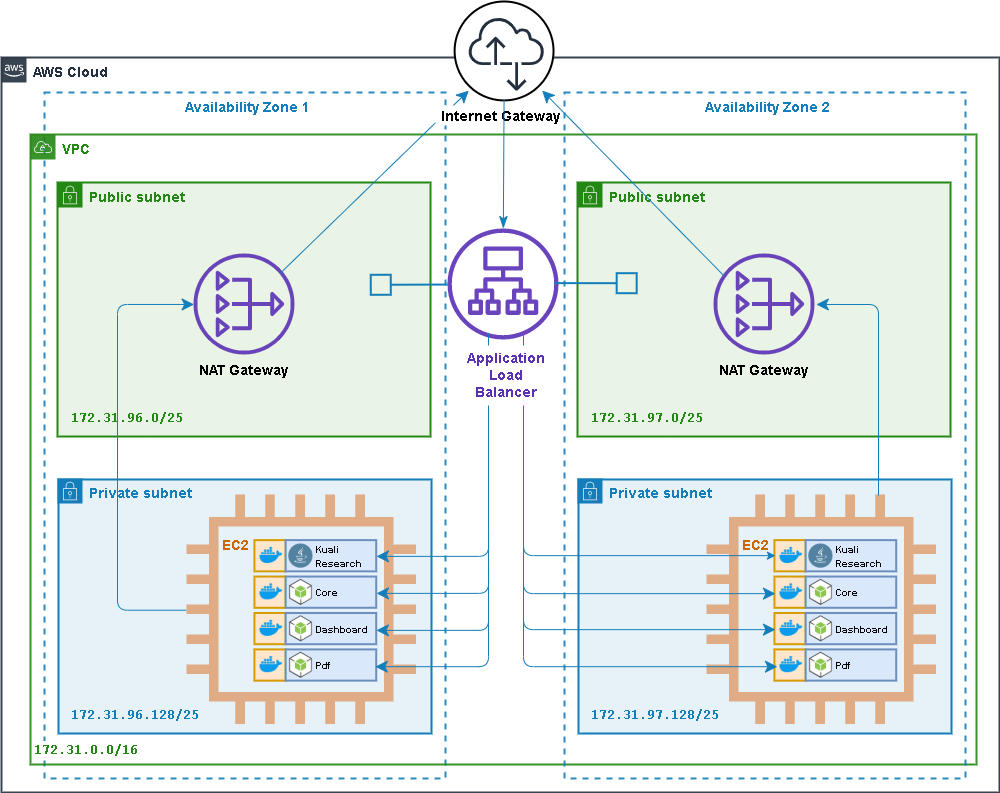 aws
AWS Cloud
Internet Gateway
Availability Zone 1
Availability Zone 2
VPC
Public subnet
Public subnet
NAT Gateway
NAT Gateway
Application
Load
Balancer
172.31.96.0/25
172.31.97.0/25
Private subnet
Private subnet
EC2
Kuali
Research
Core
Dashboard
Pdf
EC2
Kuali
Research
Core
Dashboard
Pdf
172.31.96.128/25
172.31.97.128/25
172.31.0.0/16